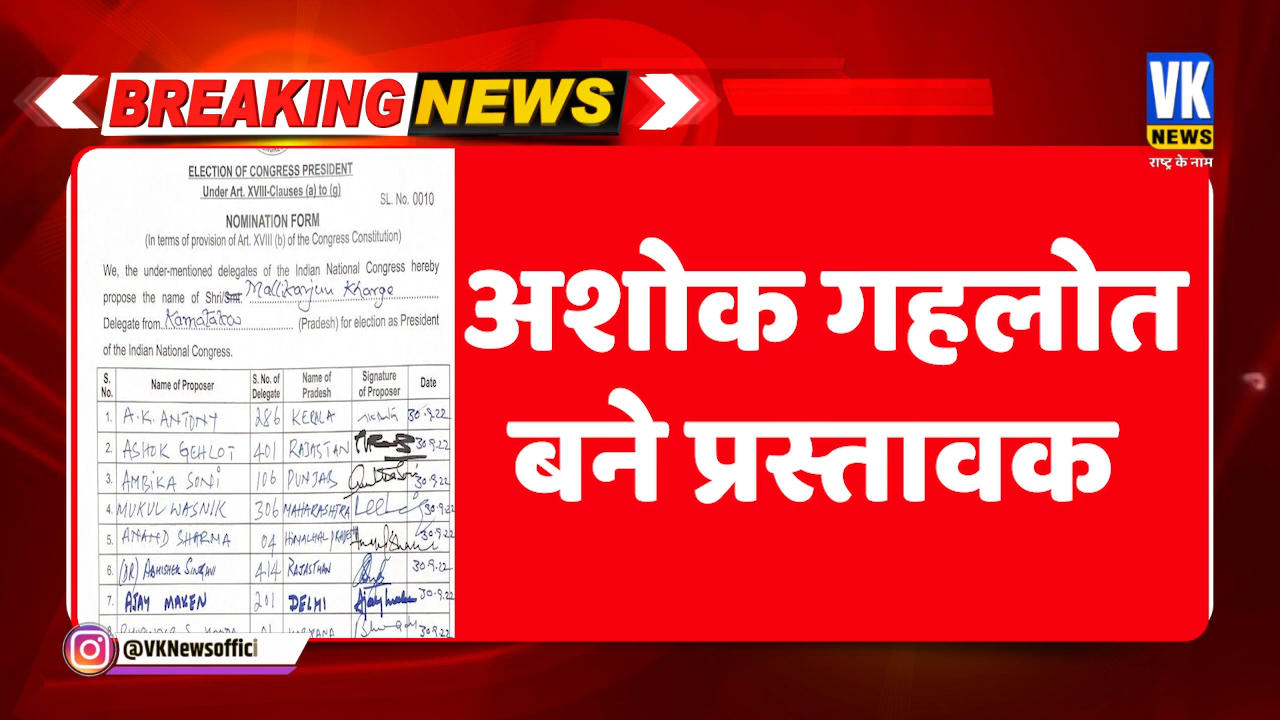 BREAKING NEWS
VK
NEWS
राष्ट्र के नाम
ELECTION OF CONGRESS PRESIDENT
Under Art. XVIII-Clauses (a) to (g)
SL. No. 0010
NOMINATION FORM
(In terms of provision of Art. XVIII (b) of the Congress Constitution)
We, the under-mentioned delegates of the Indian National Congress hereby
propose the name of Shri/Smt. Mallikarjun Kharge
Delegate from Karnataka (Pradesh) for election as President
of the Indian National Congress.
S. No. Name of Proposer S. No. of Delegate Name of Pradesh Signature of Proposer Date
1. A.K. ANTONY 286 KERALA 30.9.22
2. ASHOK GEHLOT 401 RAJASTAN 30.9.22
3. AMBIKA SONI 106 PUNJAB 30.9.22
4. MUKUL WASNIK 306 MAHARASHTRA 30.9.22
5. ANAND SHARMA 04 HIMACHAL PRADESH 30.9.22
6. (DR) ABHISHEK SINGHVI 414 RAJASTHAN 30.9.22
7. AJAY MAKEN 201 DELHI 30.9.22
अशोक गहलोत
बने प्रस्तावक
@VKNewsoffici